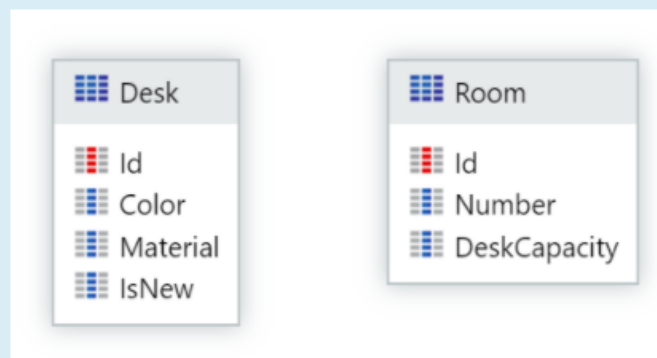 Desk
Id
Color
Material
IsNew
Room
Id
Number
DeskCapacity